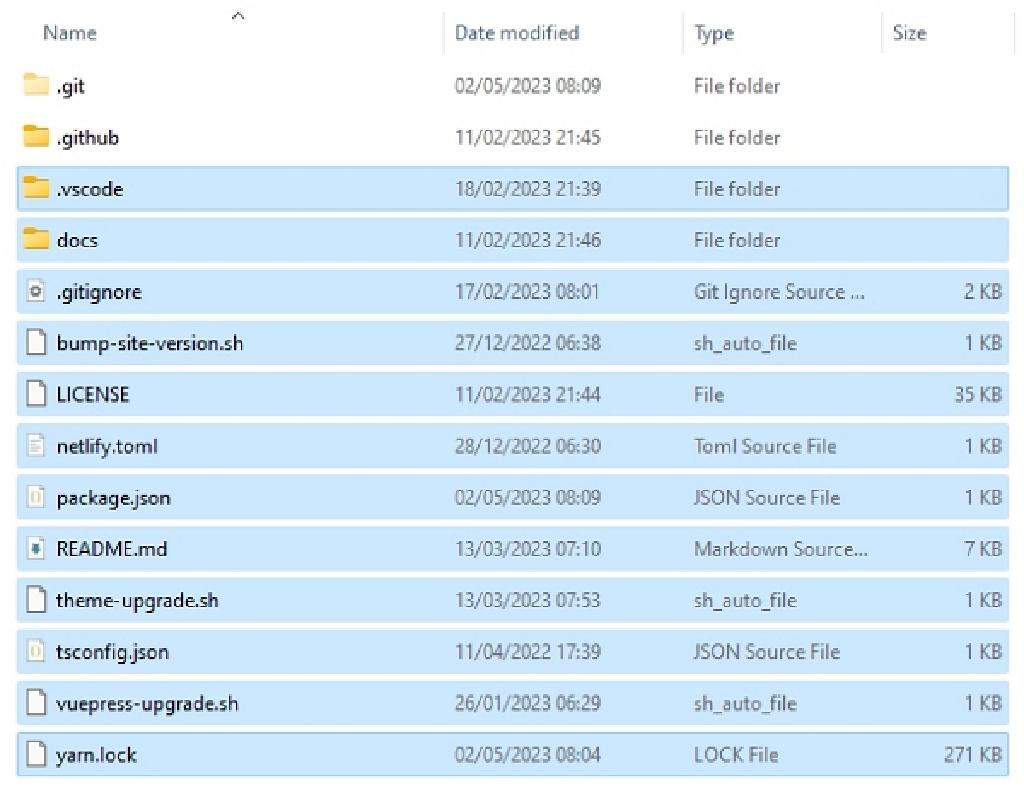 Name Date modified Type Size
.git 02/05/2023 08:09 File folder
.github 11/02/2023 21:45 File folder
.vscode 18/02/2023 21:39 File folder
docs 11/02/2023 21:46 File folder
.gitignore 17/02/2023 08:01 Git Ignore Source ... 2 KB
bump-site-version.sh 27/12/2022 06:38 sh_auto_file 1 KB
LICENSE 11/02/2023 21:44 File 35 KB
netlify.toml 28/12/2022 06:30 Toml Source File 1 KB
package.json 02/05/2023 08:09 JSON Source File 1 KB
README.md 13/03/2023 07:10 Markdown Source... 7 KB
theme-upgrade.sh 13/03/2023 07:53 sh_auto_file 1 KB
tsconfig.json 11/04/2022 17:39 JSON Source File 1 KB
vuepress-upgrade.sh 26/01/2023 06:29 sh_auto_file 1 KB
yarn.lock 02/05/2023 08:04 LOCK File 271 KB